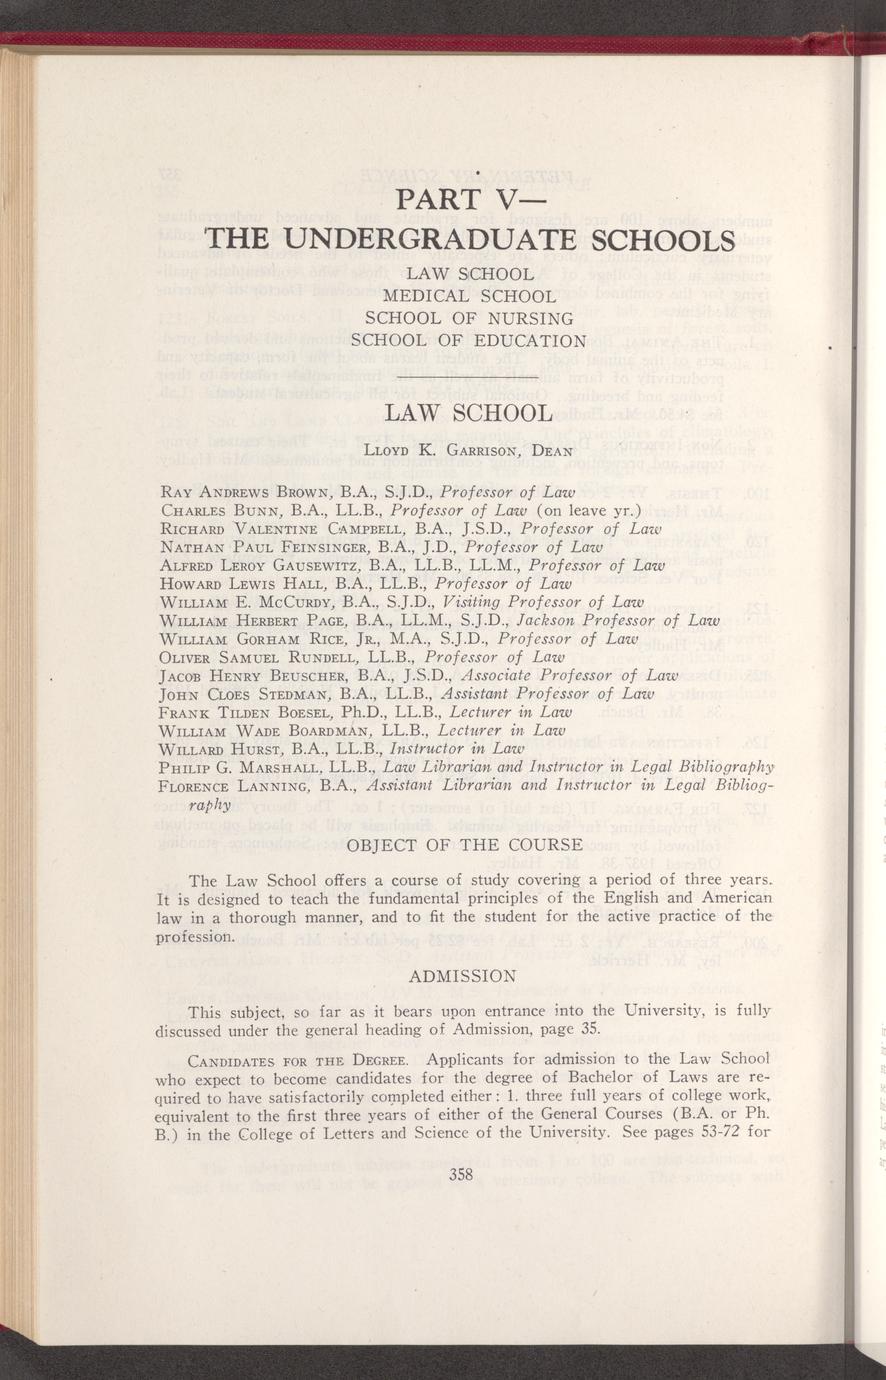 PART V—
THE UNDERGRADUATE SCHOOLS
LAW SCHOOL
MEDICAL SCHOOL
SCHOOL OF NURSING
SCHOOL OF EDUCATION
LAW SCHOOL
LLOYD K. GARRISON, DEAN
RAY ANDREWS BROWN, B.A., S.J.D., Professor of Law
CHARLES BUNN, B.A., LL.B., Professor of Law (on leave yr.)
RICHARD VALENTINE CAMPBELL, B.A., J.S.D., Professor of Law
NATHAN PAUL FEINSINGER, B.A., J.D., Professor of Law
ALFRED LEROY GAUSEWITZ, B.A., LL.B., LL.M., Professor of Law
HOWARD LEWIS HALL, B.A., LL.B., Professor of Law
WILLIAM E. MCCURDY, B.A., S.J.D., Visiting Professor of Law
WILLIAM HERBERT PAGE, B.A., LL.M., S.J.D., Jackson Professor of Law
WILLIAM GORHAM RICE, JR., M.A., S.J.D., Professor of Law
OLIVER SAMUEL RUNDELL, LL.B., Professor of Law
JACOB HENRY BEUSCHER, B.A., J.S.D., Associate Professor of Law
JOHN CLOES STEDMAN, B.A., LL.B., Assistant Professor of Law
FRANK TILDEN BOESEL, Ph.D., LL.B., Lecturer in Law
WILLIAM WADE BOARDMAN, LL.B., Lecturer in Law
WILLARD HURST, B.A., LL.B., Instructor in Law
PHILIP G. MARSHALL, LL.B., Law Librarian and Instructor in Legal Bibliography
FLORENCE LANNING, B.A., Assistant Librarian and Instructor in Legal Bibliog-
raphy
OBJECT OF THE COURSE
The Law School offers a course of study covering a period of three years.
It is designed to teach the fundamental principles of the English and American
law in a thorough manner, and to fit the student for the active practice of the
profession.
ADMISSION
This subject, so far as it bears upon entrance into the University, is fully
discussed under the general heading of Admission, page 35.
CANDIDATES FOR THE DEGREE. Applicants for admission to the Law School
who expect to become candidates for the degree of Bachelor of Laws are re-
quired to have satisfactorily completed either: 1. three full years of college work,
equivalent to the first three years of either of the General Courses (B.A. or Ph.
B.) in the College of Letters and Science of the University. See pages 53-72 for
358